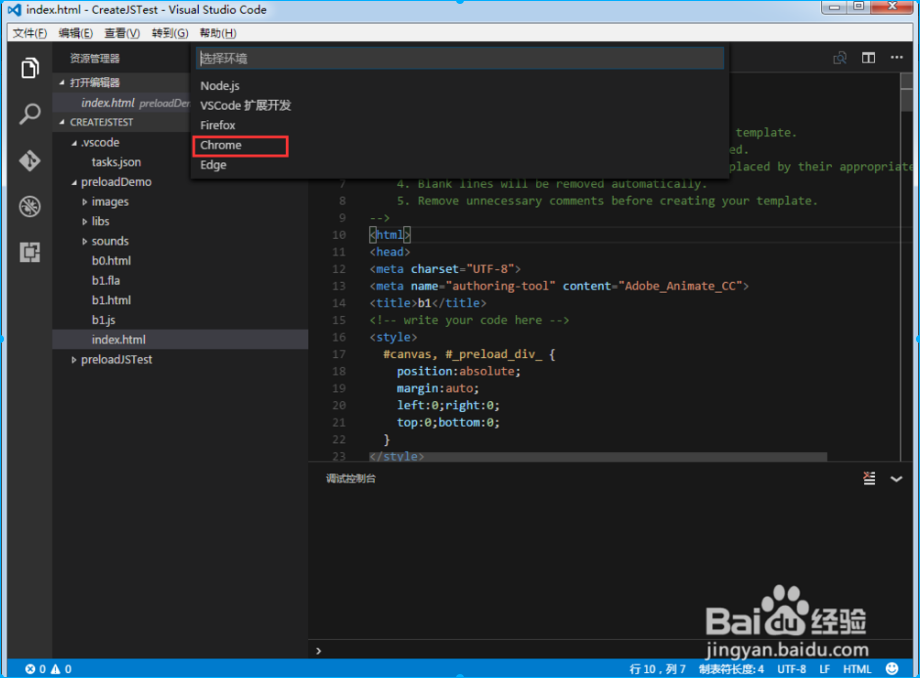 index.html - CreateJSTest - Visual Studio Code
文件(F) 编辑(E) 查看(V) 转到(G) 帮助(H)
资源管理器
打开编辑器
index.html preloadDem
CREATEJSTEST
.vscode
tasks.json
preloadDemo
images
libs
sounds
b0.html
b1.fla
b1.html
b1.js
index.html
preloadJSTest
选择环境
Node.js
VSCode 扩展开发
Firefox
Chrome
Edge
template.
ed.
placed by their appropriate
7 4. Blank lines will be removed automatically.
8 5. Remove unnecessary comments before creating your template.
9 -->
10 <html>
11 <head>
12 <meta charset="UTF-8">
13 <meta name="authoring-tool" content="Adobe_Animate_CC">
14 <title>b1</title>
15 <!-- write your code here -->
16 <style>
17 #canvas, #_preload_div_ {
18 position:absolute;
19 margin:auto;
20 left:0;right:0;
21 top:0;bottom:0;
22 }
23 </style>
调试控制台
Baidu 经验
jingyan.baidu.com
0 0 行 10，列 7 制表符长度: 4 UTF-8 LF HTML